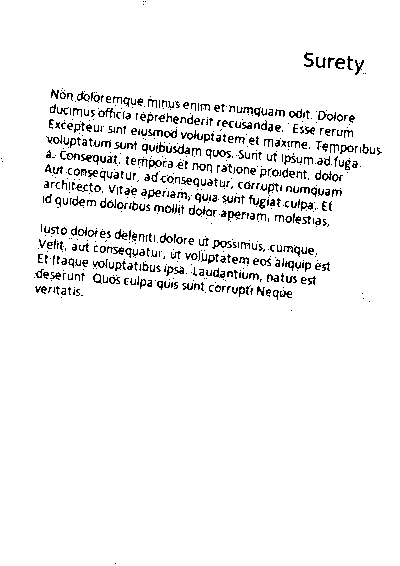 Surety
Non doloremque minus enim et numquam odit. Dolore
ducimus officia reprehenderit recusandae. Esse rerum
Excepteur sint eiusmod voluptatem et maxime. Temporibus
voluptatum sunt quibusdam quos. Sunt ut ipsum ad fuga.
a. Consequat, tempora et non ratione proident, dolor
Aut consequatur, ad consequatur, corrupti numquam
architecto. Vitae aperiam, quia sunt fugiat culpa. Et
id quidem doloribus mollit dolor aperiam, molestias,
Iusto dolores deleniti dolore ut possimus, cumque,
Velit, aut consequatur, ut voluptatem eos aliquip est
Et itaque voluptatibus ipsa. Laudantium, natus est
deserunt. Quos culpa quis sunt corrupti Neque
veritatis.